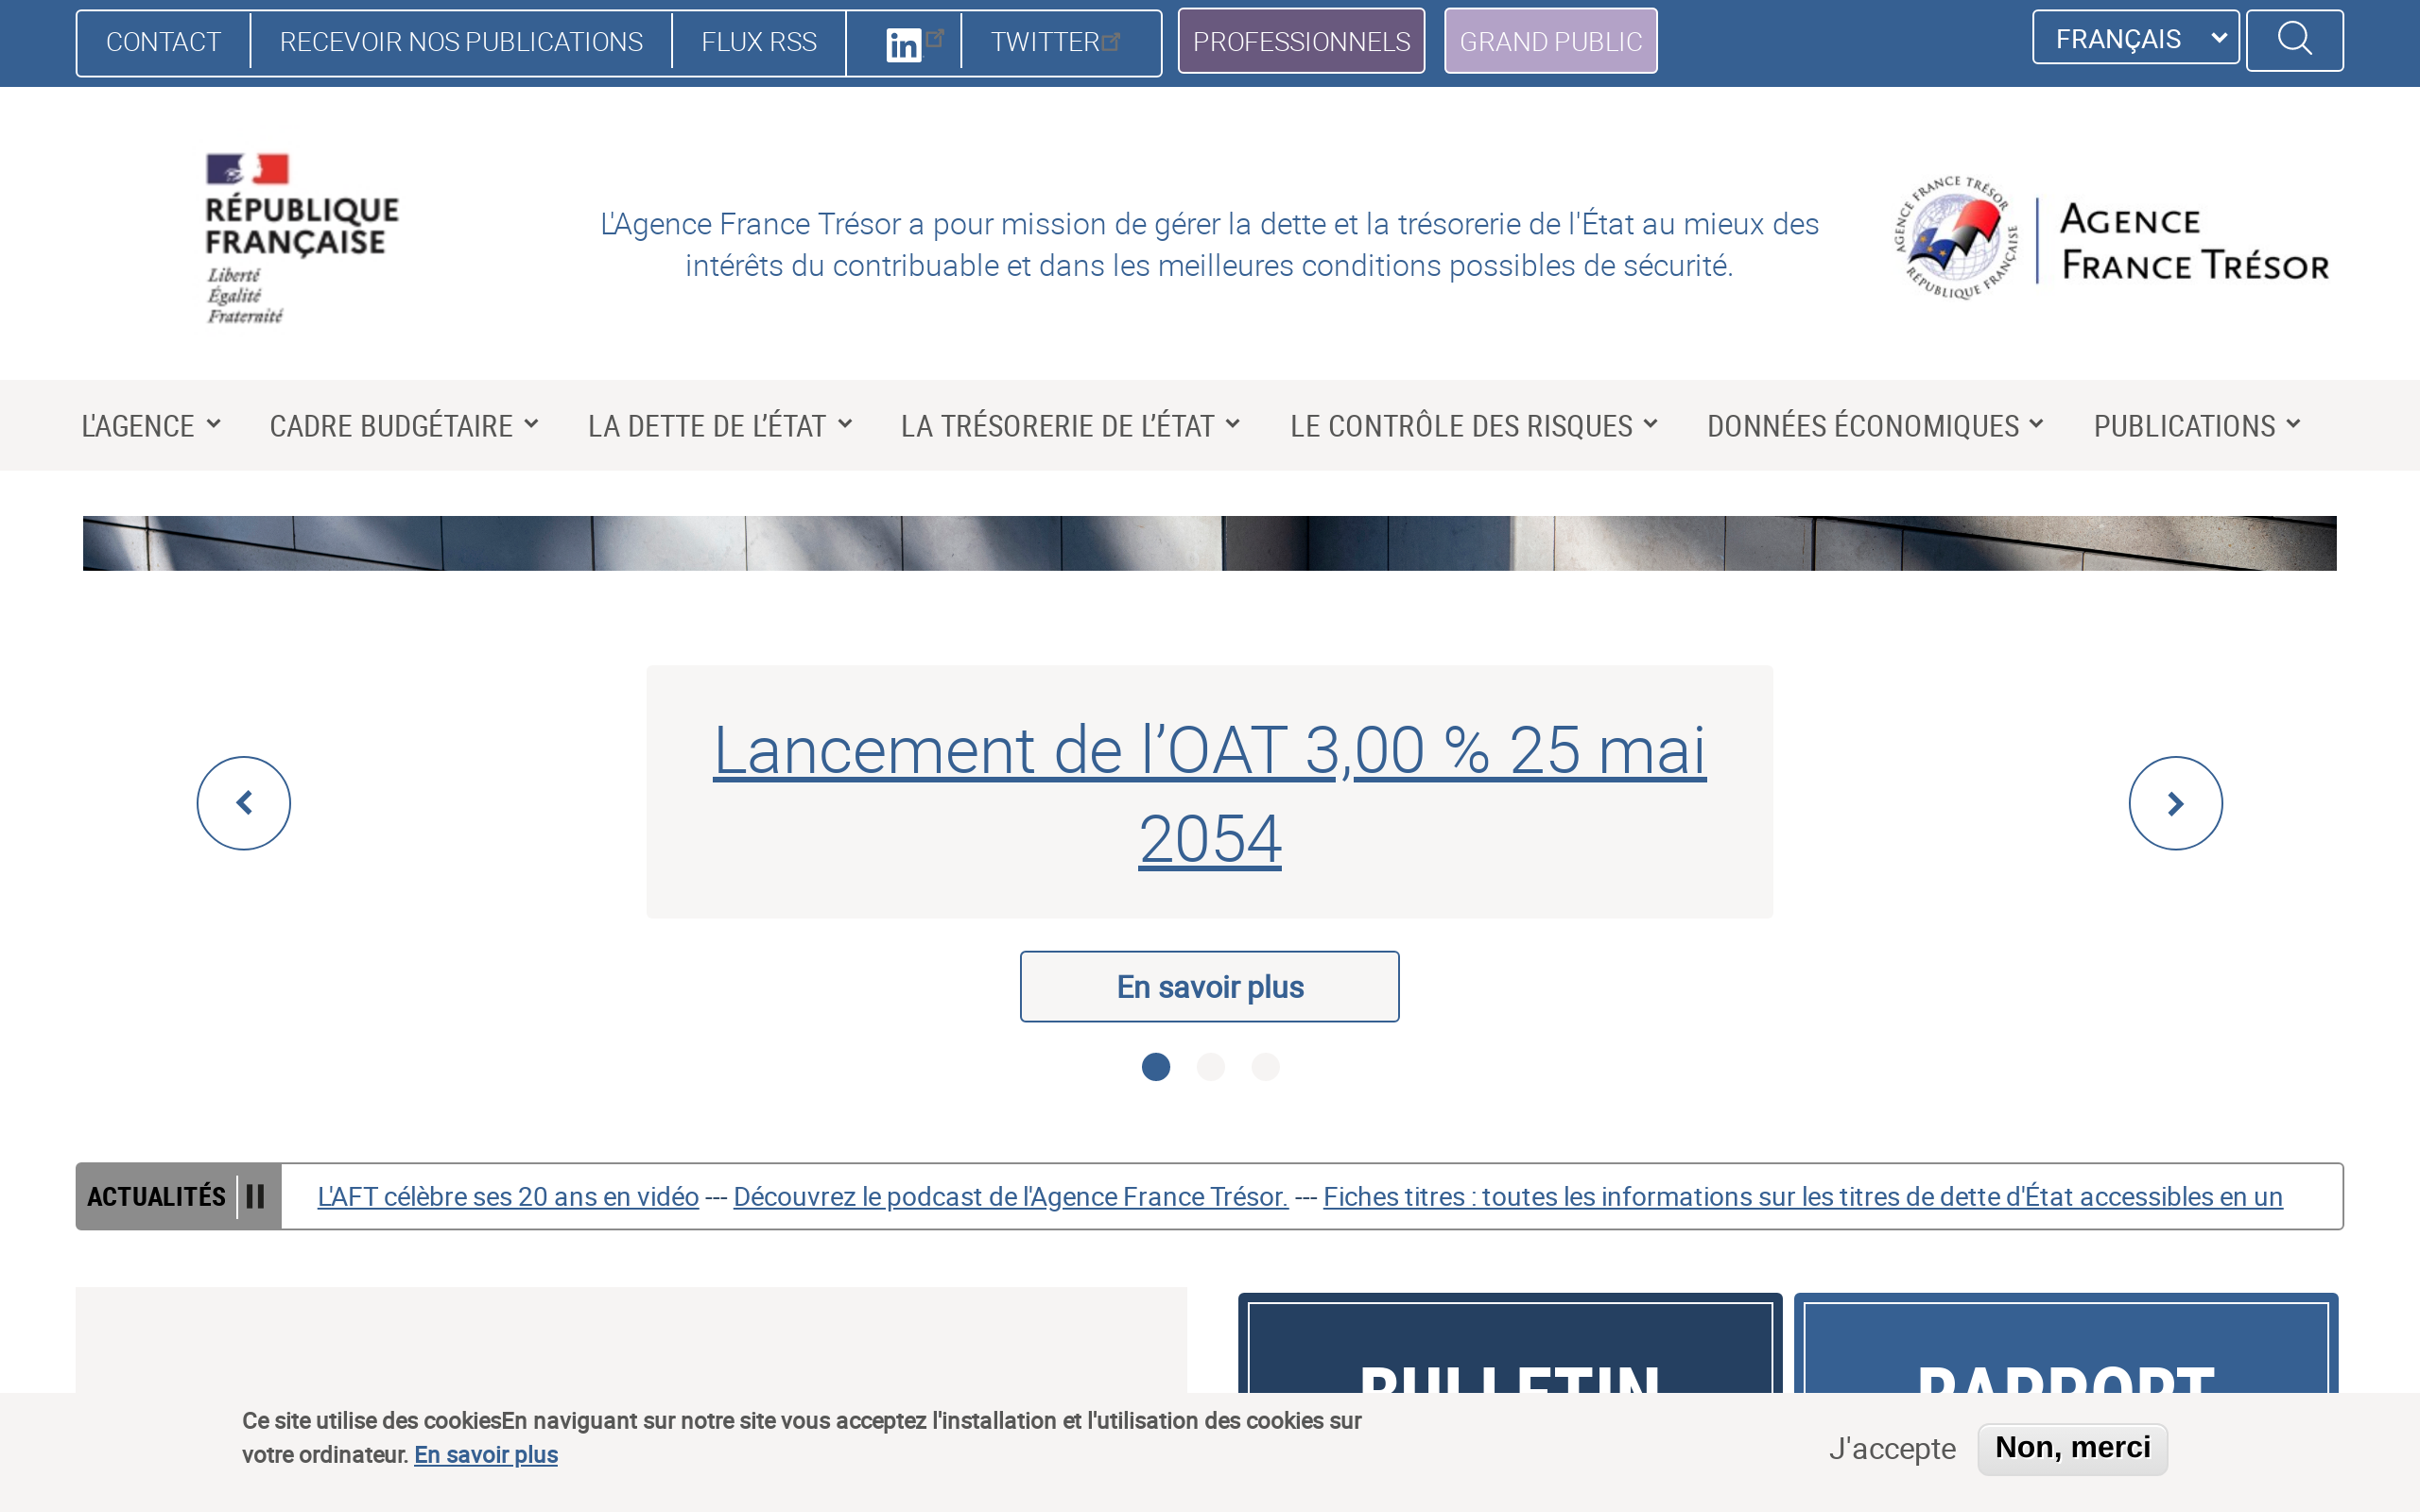 CONTACT
RECEVOIR NOS PUBLICATIONS
FLUX RSS
in
TWITTER
PROFESSIONNELS
GRAND PUBLIC
FRANÇAIS
RÉPUBLIQUE
FRANÇAISE
Liberté
Égalité
Fraternité
L'Agence France Trésor a pour mission de gérer la dette et la trésorerie de l'État au mieux des
intérêts du contribuable et dans les meilleures conditions possibles de sécurité.
AGENCE FRANCE TRÉSOR
RÉPUBLIQUE FRANÇAISE
AGENCE
FRANCE TRÉSOR
L'AGENCE
CADRE BUDGÉTAIRE
LA DETTE DE L’ÉTAT
LA TRÉSORERIE DE L’ÉTAT
LE CONTRÔLE DES RISQUES
DONNÉES ÉCONOMIQUES
PUBLICATIONS
Lancement de l’OAT 3,00 % 25 mai
2054
En savoir plus
ACTUALITÉS
L'AFT célèbre ses 20 ans en vidéo --- Découvrez le podcast de l'Agence France Trésor. --- Fiches titres : toutes les informations sur les titres de dette d'État accessibles en un
BULLETIN
RAPPORT
Ce site utilise des cookiesEn naviguant sur notre site vous acceptez l'installation et l'utilisation des cookies sur
votre ordinateur. En savoir plus
J'accepte
Non, merci